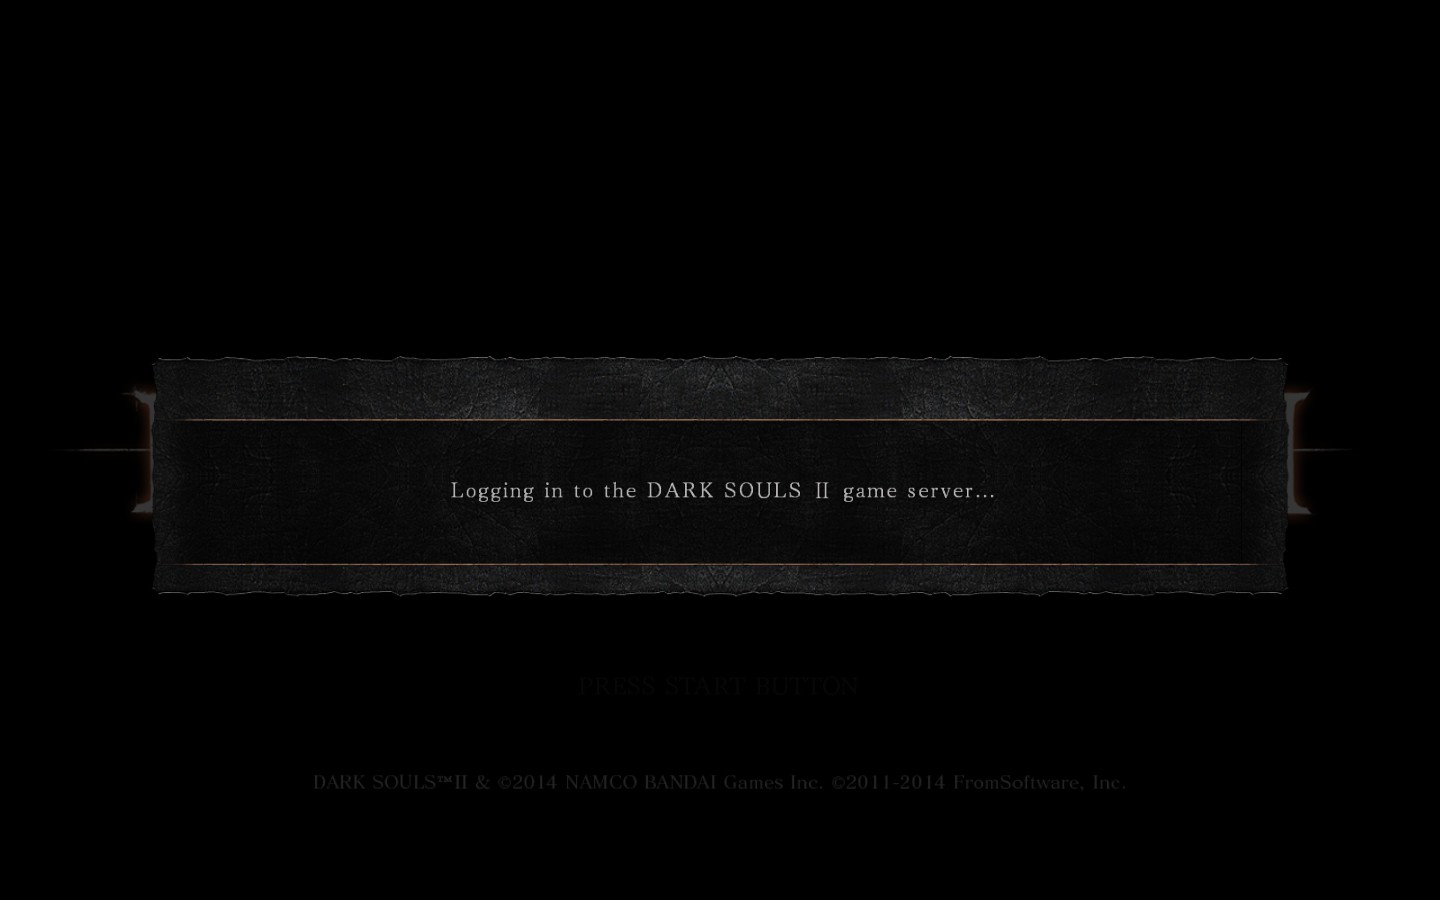 Logging in to the DARK SOULS Ⅱ game server...
PRESS START BUTTON
DARK SOULS™II & ©2014 NAMCO BANDAI Games Inc. ©2011-2014 FromSoftware, Inc.